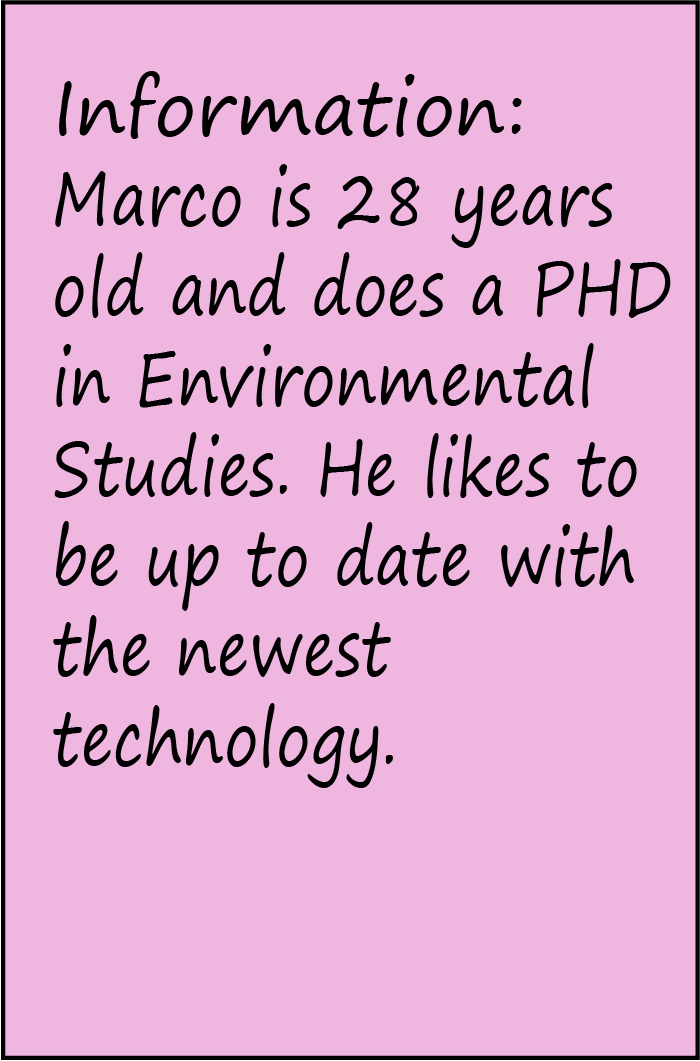 Information:
Marco is 28 years
old and does a PHD
in Environmental
Studies. He likes to
be up to date with
the newest
technology.